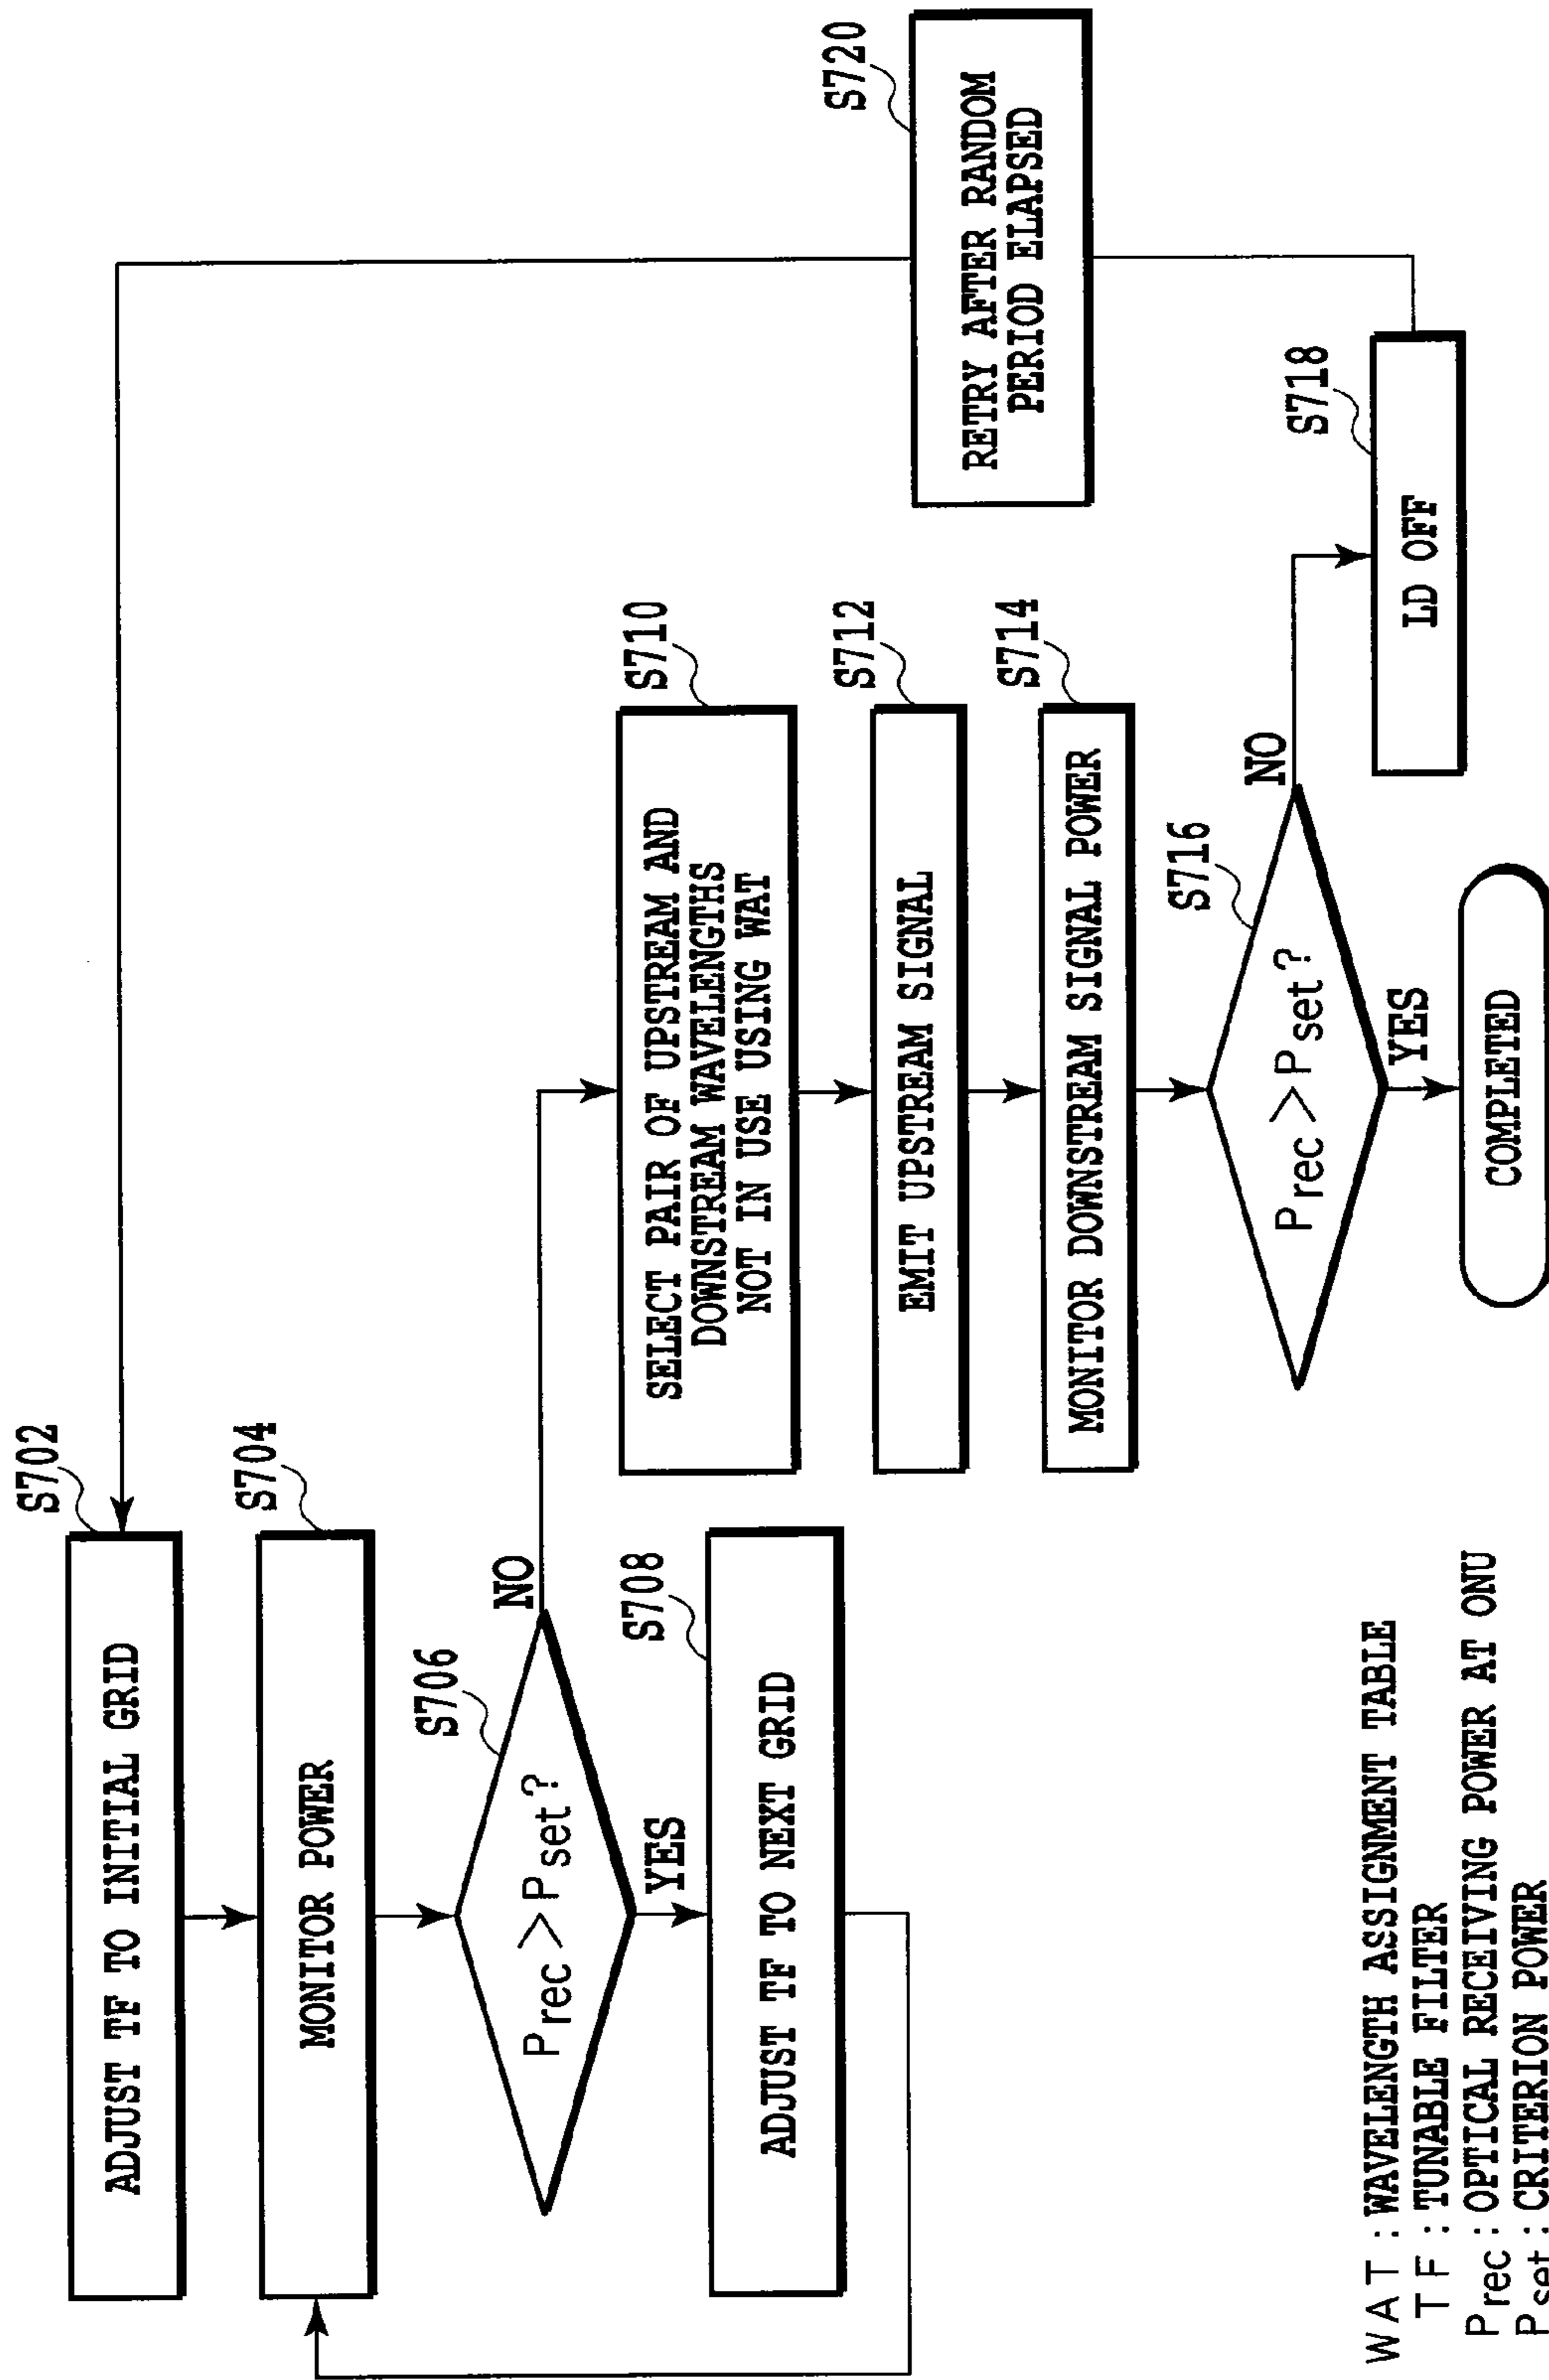 S702
ADJUST TF TO INITIAL GRID
S704
MONITOR POWER
S706
Prec > Pset?
NO
YES
S708
ADJUST TF TO NEXT GRID
S710
SELECT PAIR OF UPSTREAM AND
DOWNSTREAM WAVELENGTHS
NOT IN USE USING WAT
S712
EMIT UPSTREAM SIGNAL
S714
MONITOR DOWNSTREAM SIGNAL POWER
S716
Prec > Pset?
NO
YES
COMPLETED
S718
LD OFF
S720
RETRY AFTER RANDOM
PERIOD ELAPSED
WAT : WAVELENGTH ASSIGNMENT TABLE
TF : TUNABLE FILTER
Prec : OPTICAL RECEIVING POWER AT ONU
Pset : CRITERION POWER